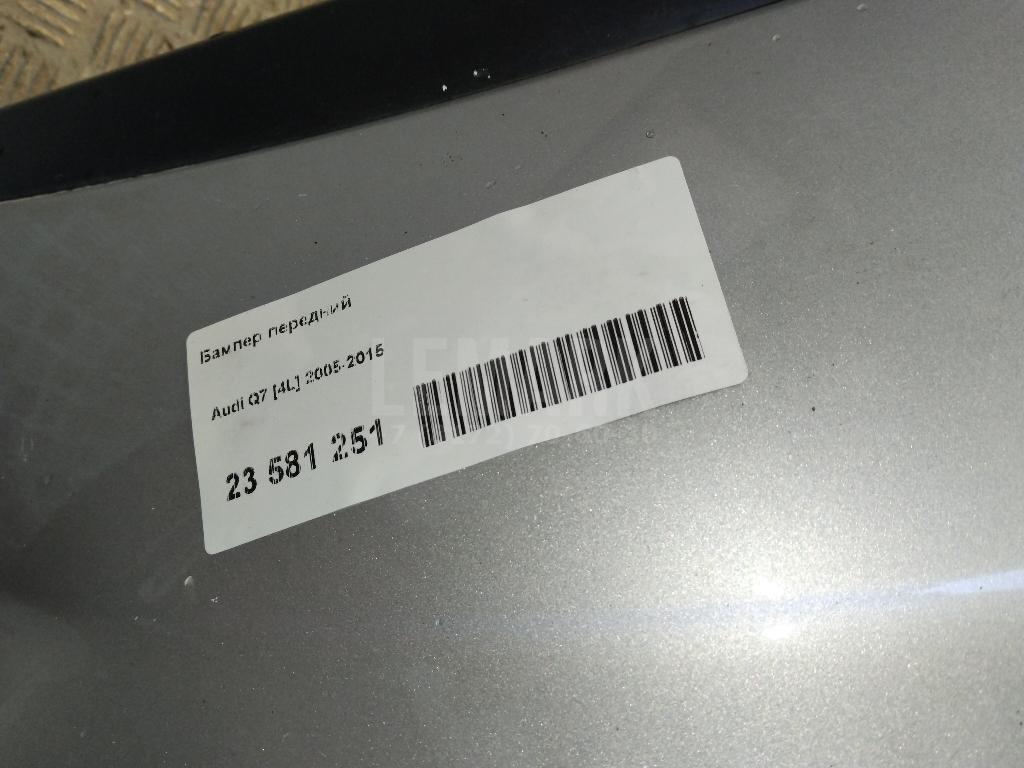 Бампер передний
Audi Q7 [4L] 2005-2015
23 581 251